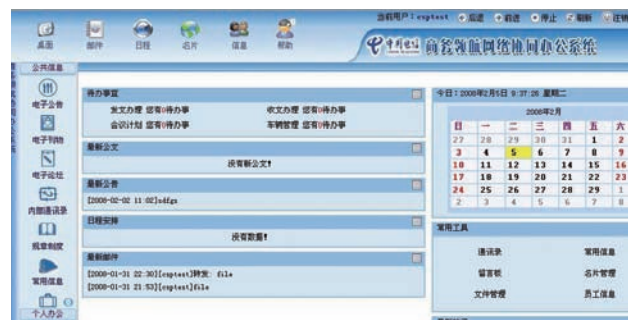 当前用户：csptest 后退 前进 停止 刷新 注销
桌面 邮件 日程 名片 信息 帮助
中国电信 商务领航网络协同办公系统
公共信息
电子公告
电子刊物
电子论坛
内部通讯录
规章制度
常用信息
个人办公
待办事宜
发文办理 您有0待办事 收文办理 您有0待办事
会议计划 您有0待办事 车辆管理 您有0待办事
最新公文
没有新公文!
最新公告
[2008-02-02 11:02]sdfgs
日程安排
没有数据!
最新邮件
[2008-01-31 22:30][csptest]转发: file
[2008-01-31 21:53][csptest]file
今日：2008年2月5日 9:37:26 星期二
2008年2月
日 一 二 三 四 五 六
27 28 29 30 31 1 2
3 4 5 6 7 8 9
10 11 12 13 14 15 16
17 18 19 20 21 22 23
24 25 26 27 28 29 1
2 3 4 5 6 7 8
常用工具
通讯录 常用信息
留言板 名片管理
文件管理 员工信息